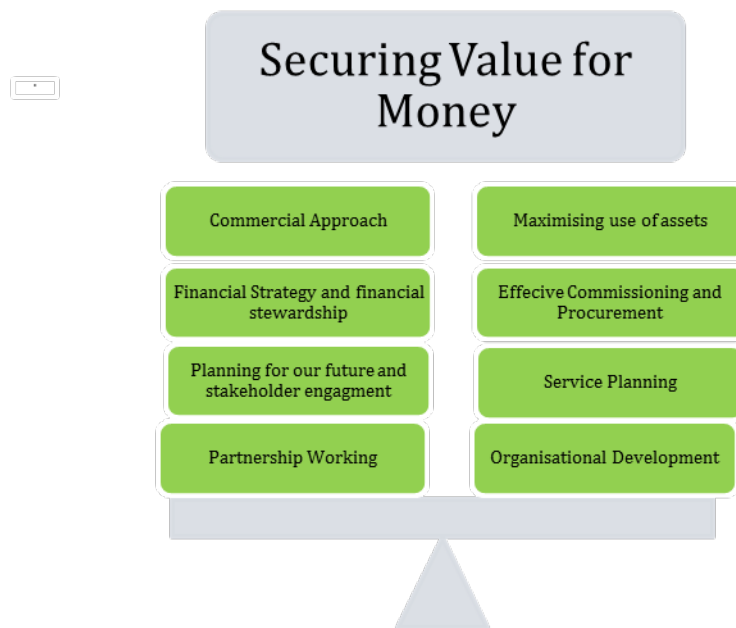 Securing Value for
Money
Commercial Approach
Maximising use of assets
Financial Strategy and financial
stewardship
Effecive Commissioning and
Procurement
Planning for our future and
stakeholder engagment
Service Planning
Partnership Working
Organisational Development